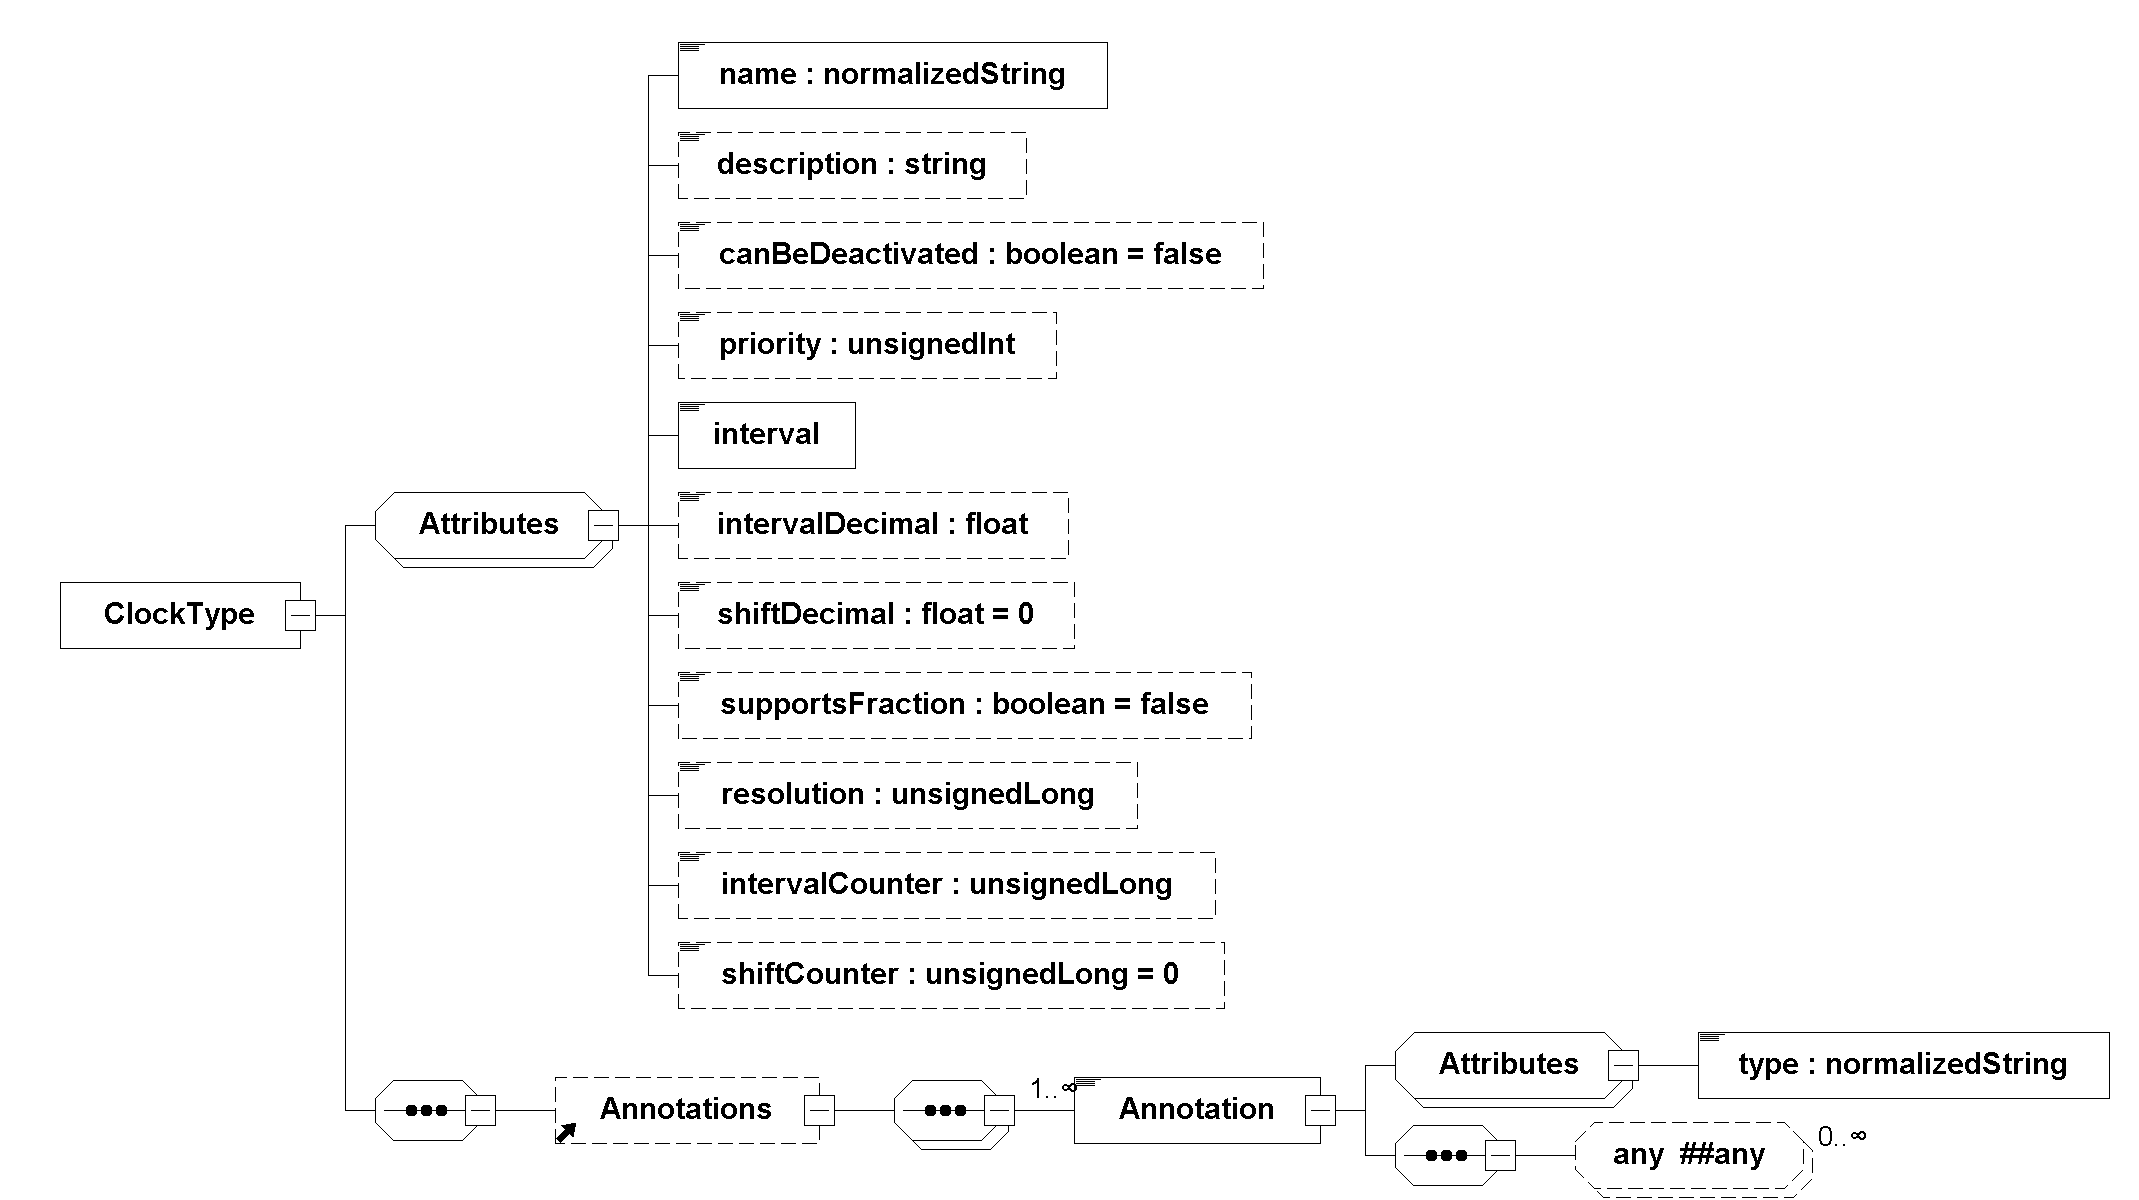 name : normalizedString
description : string
canBeDeactivated : boolean = false
priority : unsignedInt
interval
Attributes
intervalDecimal : float
ClockType
shiftDecimal : float = 0
supportsFraction : boolean = false
resolution : unsignedLong
intervalCounter : unsignedLong
shiftCounter : unsignedLong = 0
Attributes
type : normalizedString
Annotations
1..∞
Annotation
any ##any
0..∞